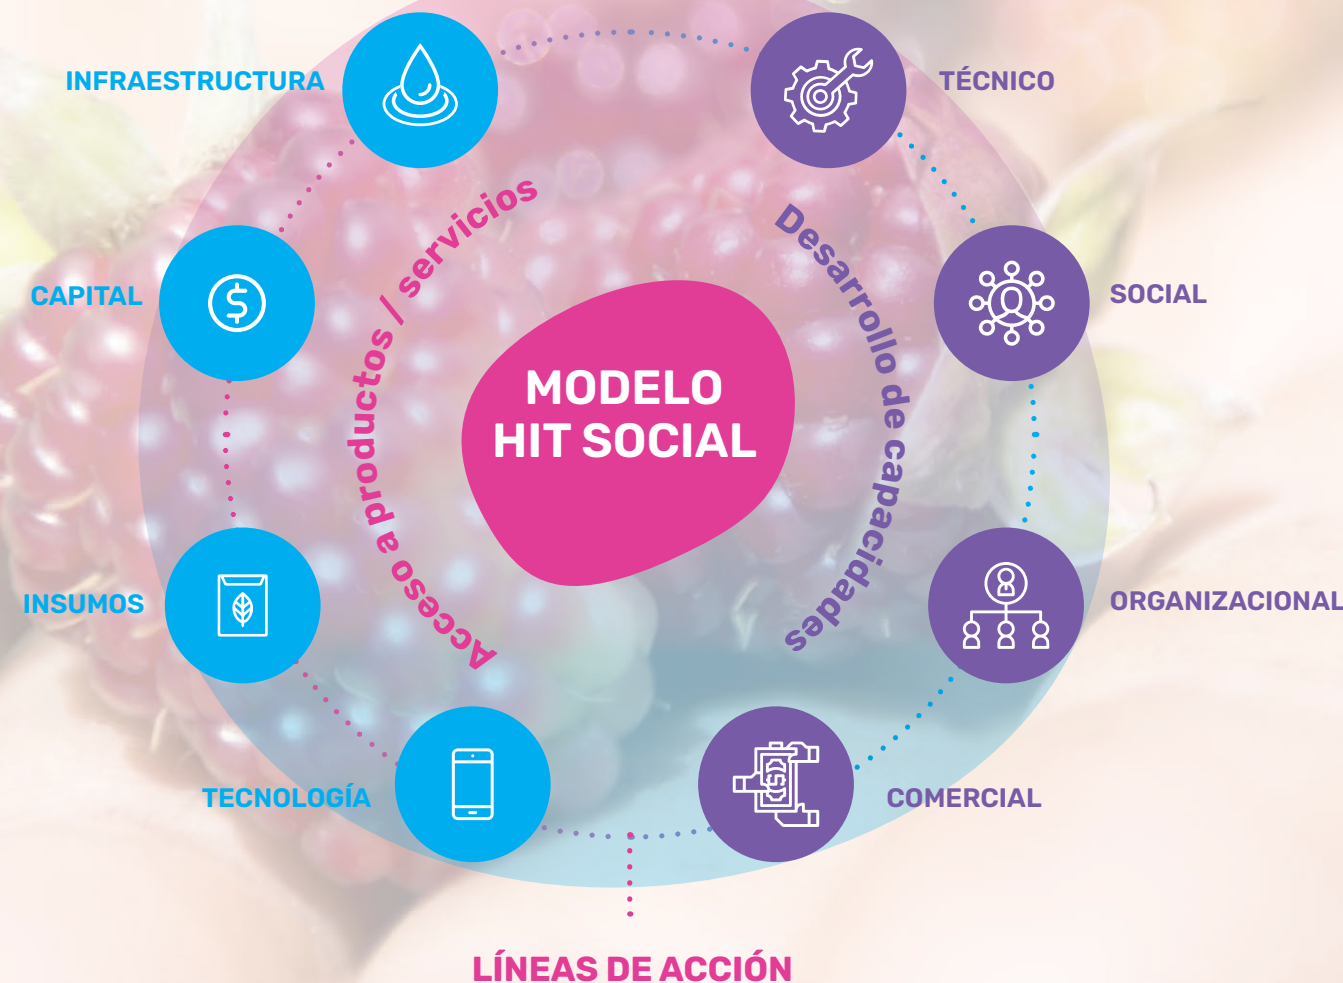 INFRAESTRUCTURA
TÉCNICO
Acceso a productos / servicios
Desarrollo de capacidades
CAPITAL
SOCIAL
MODELO
HIT SOCIAL
INSUMOS
ORGANIZACIONAL
TECNOLOGÍA
COMERCIAL
LÍNEAS DE ACCIÓN